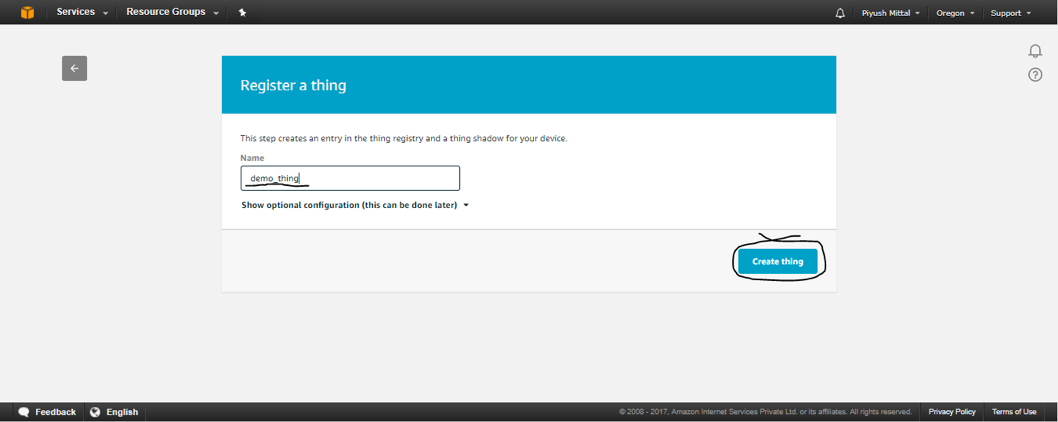 Services Resource Groups Piyush Mittal Oregon Support
Register a thing
This step creates an entry in the thing registry and a thing shadow for your device.
Name
demo_thing
Show optional configuration (this can be done later)
Create thing
Feedback English © 2008 - 2017, Amazon Internet Services Private Ltd. or its affiliates. All rights reserved. Privacy Policy Terms of Use